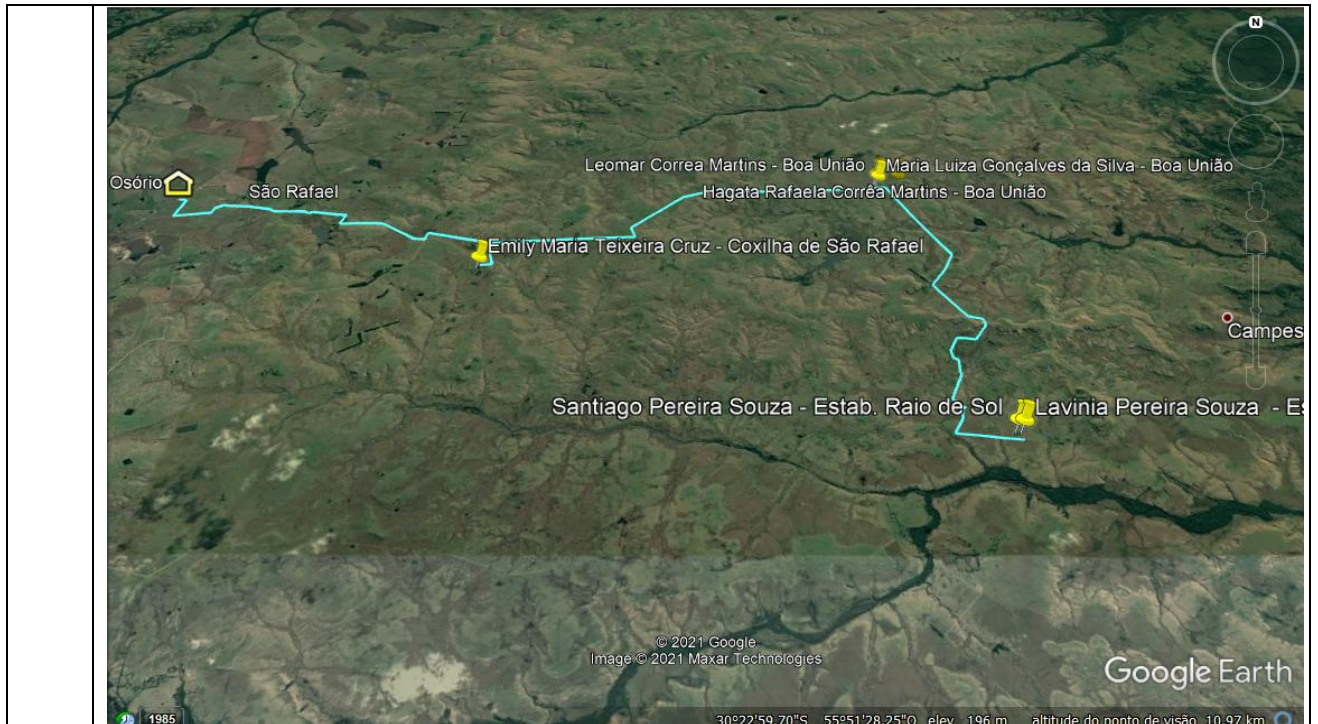 N
Leomar Correa Martins - Boa União
Maria Luiza Gonçalves da Silva - Boa União
Osório
São Rafael
Hagata Rafaela Corrêa Martins - Boa União
Emily Maria Teixeira Cruz - Coxilha de São Rafael
Campes
Santiago Pereira Souza - Estab. Raio de Sol
Lavinia Pereira Souza - Es
© 2021 Google
Image © 2021 Maxar Technologies
Google Earth
1985
30°22'59.70"S 55°51'28.25"O elev 196 m altitude do ponto de visão 10.97 km